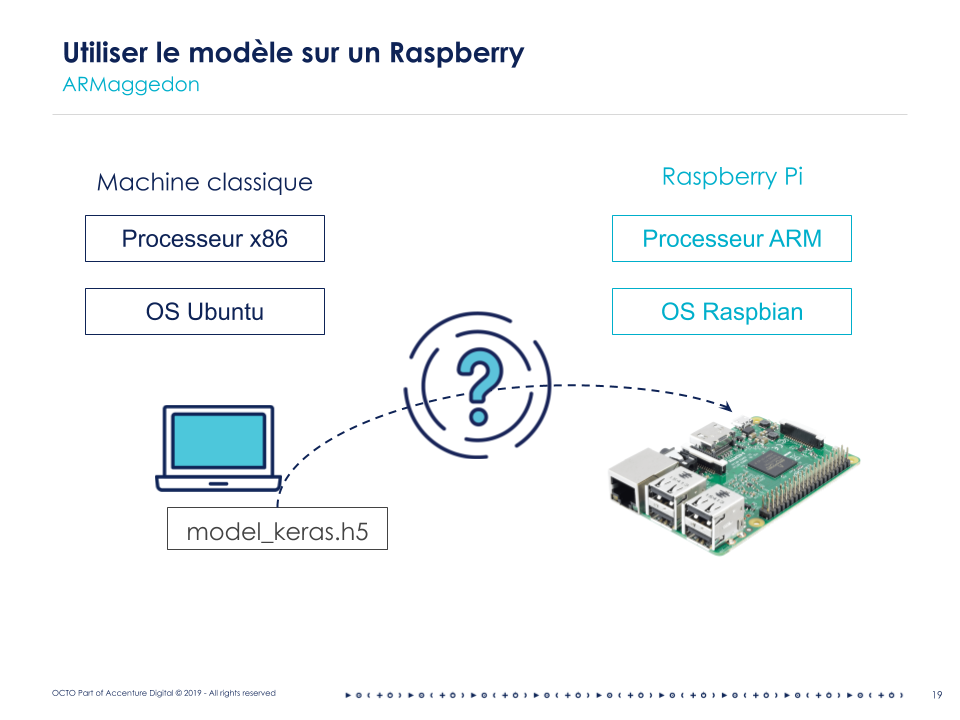 Utiliser le modèle sur un Raspberry
ARMaggedon
Machine classique
Raspberry Pi
Processeur x86
Processeur ARM
OS Ubuntu
OS Raspbian
?
model_keras.h5
OCTO Part of Accenture Digital © 2019 - All rights reserved
19